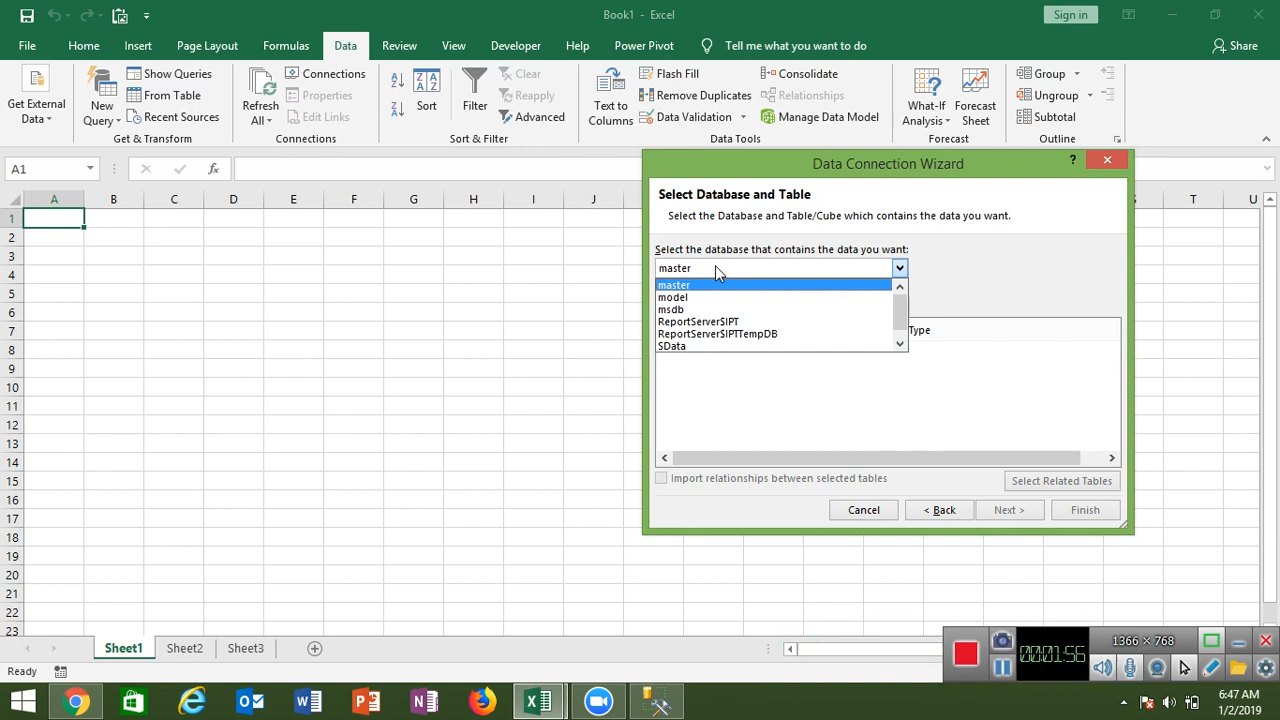 Book1 - Excel
Sign in
File Home Insert Page Layout Formulas Data Review View Developer Help Power Pivot Tell me what you want to do Share
Get External Data
New Query
Show Queries
From Table
Recent Sources
Get & Transform
Refresh All
Connections
Properties
Edit Links
Connections
Sort
Filter
Clear
Reapply
Advanced
Sort & Filter
Text to Columns
Flash Fill
Remove Duplicates
Data Validation
Consolidate
Relationships
Manage Data Model
Data Tools
What-If Analysis
Forecast Sheet
Forecast
Group
Ungroup
Subtotal
Outline
A1
fx
A B C D E F G H I J T U
1
2
3
4
5
6
7
8
9
10
11
12
13
14
15
16
17
18
19
20
21
22
23
Data Connection Wizard
?
Select Database and Table
Select the Database and Table/Cube which contains the data you want.
Select the database that contains the data you want:
master
master
model
msdb
ReportServer$IPT
ReportServer$IPTTempDB
SData
Type
Import relationships between selected tables
Select Related Tables
Cancel
< Back
Next >
Finish
Sheet1 Sheet2 Sheet3
Ready
00:01:56
1366 × 768
6:47 AM
1/2/2019